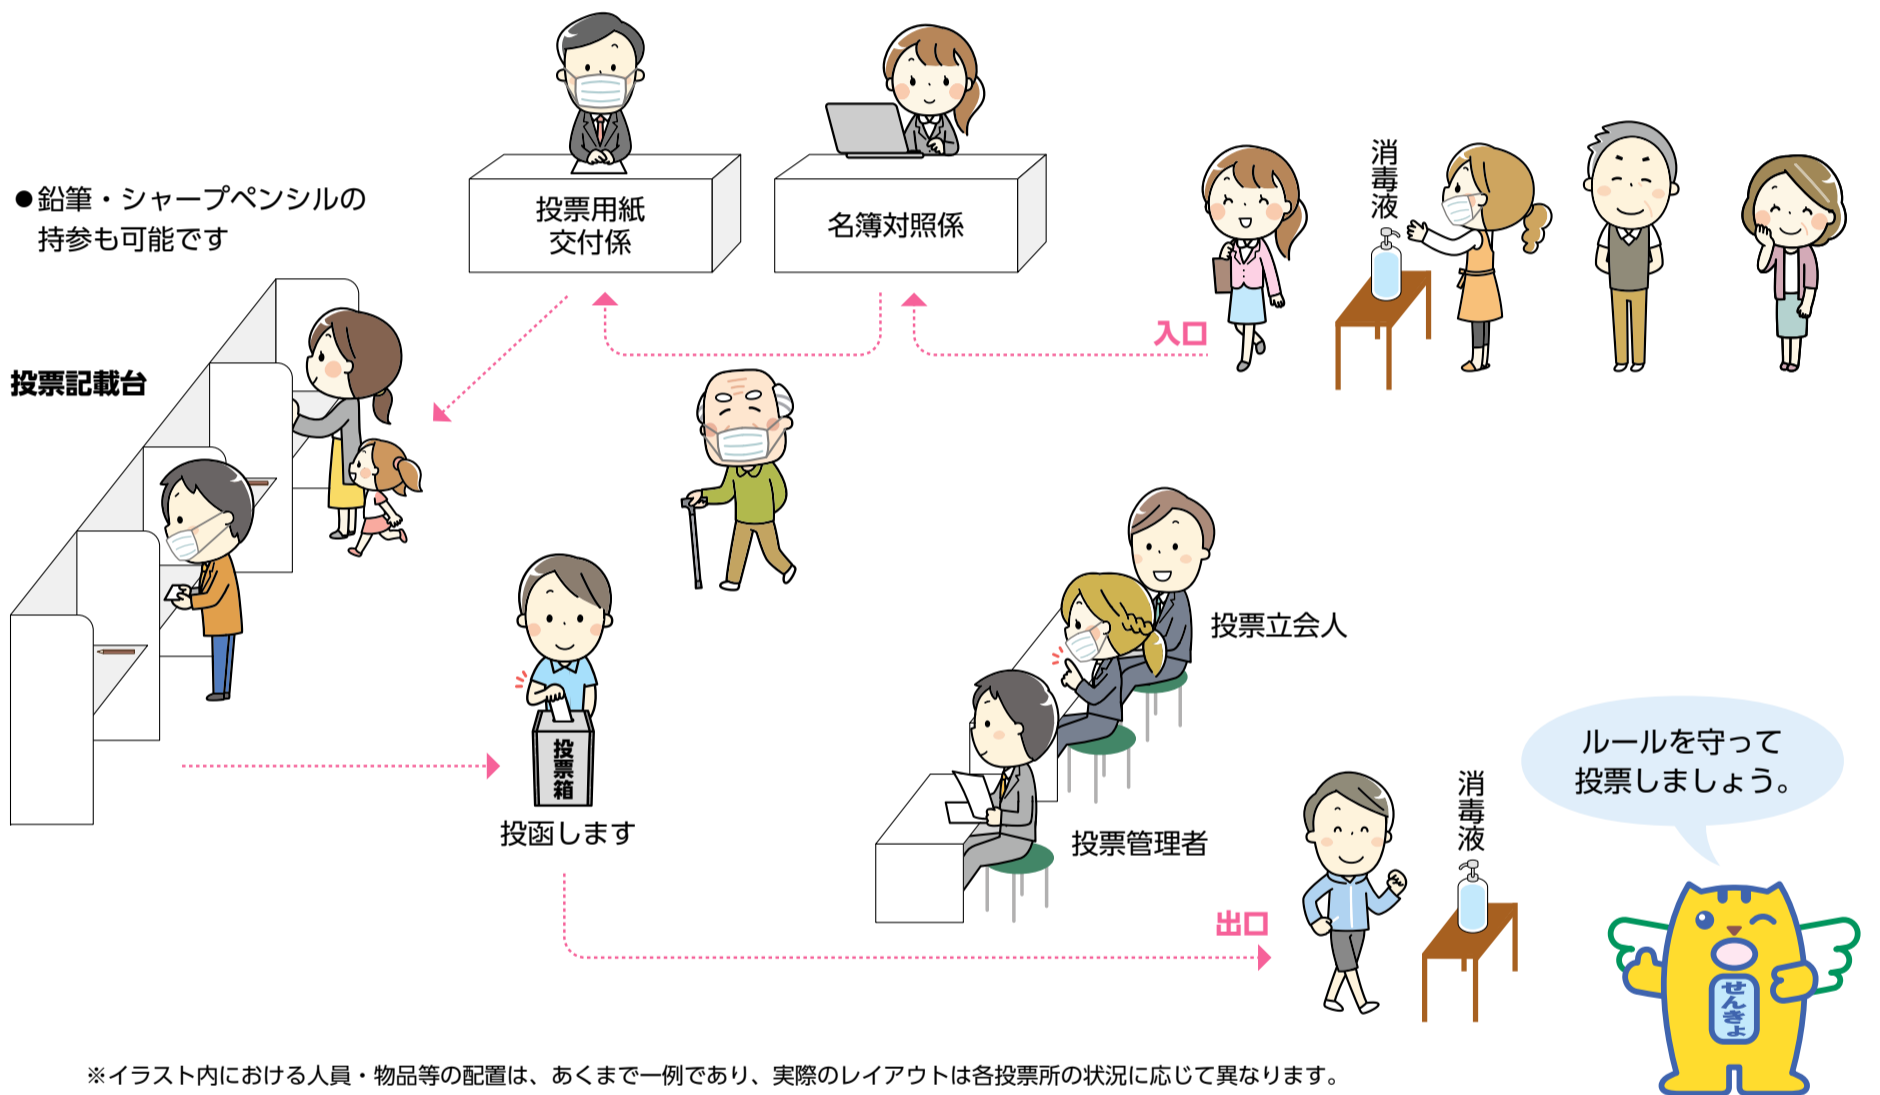 ●鉛筆・シャープペンシルの
持参も可能です
投票用紙
交付係
名簿対照係
消毒液
入口
投票記載台
投票箱
投函します
投票立会人
投票管理者
出口
消毒液
ルールを守って
投票しましょう。
せんきょ
※イラスト内における人員・物品等の配置は、あくまで一例であり、実際のレイアウトは各投票所の状況に応じて異なります。